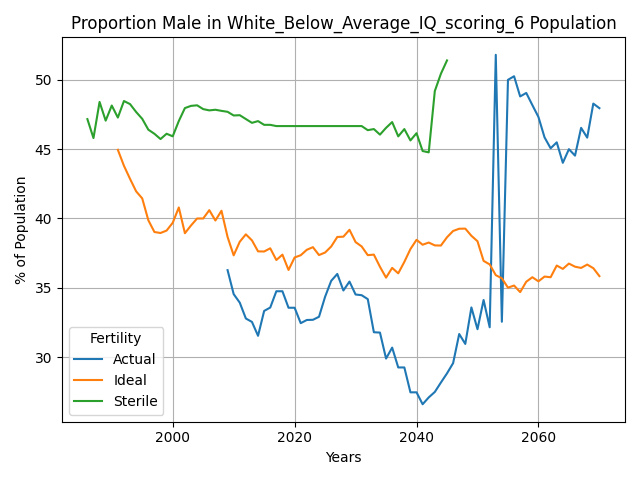 Proportion Male in White_Below_Average_IQ_scoring_6 Population
% of Population
50
45
40
35
30
Fertility
Actual
Ideal
Sterile
2000
2020
2040
2060
Years